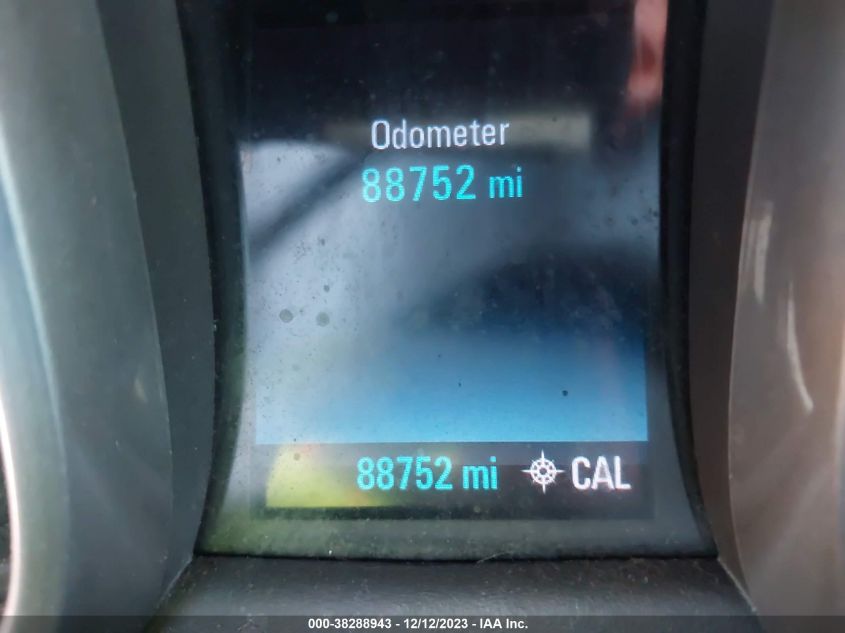 Odometer
88752 mi
88752 mi CAL
000-38288943 - 12/12/2023 - IAA Inc.